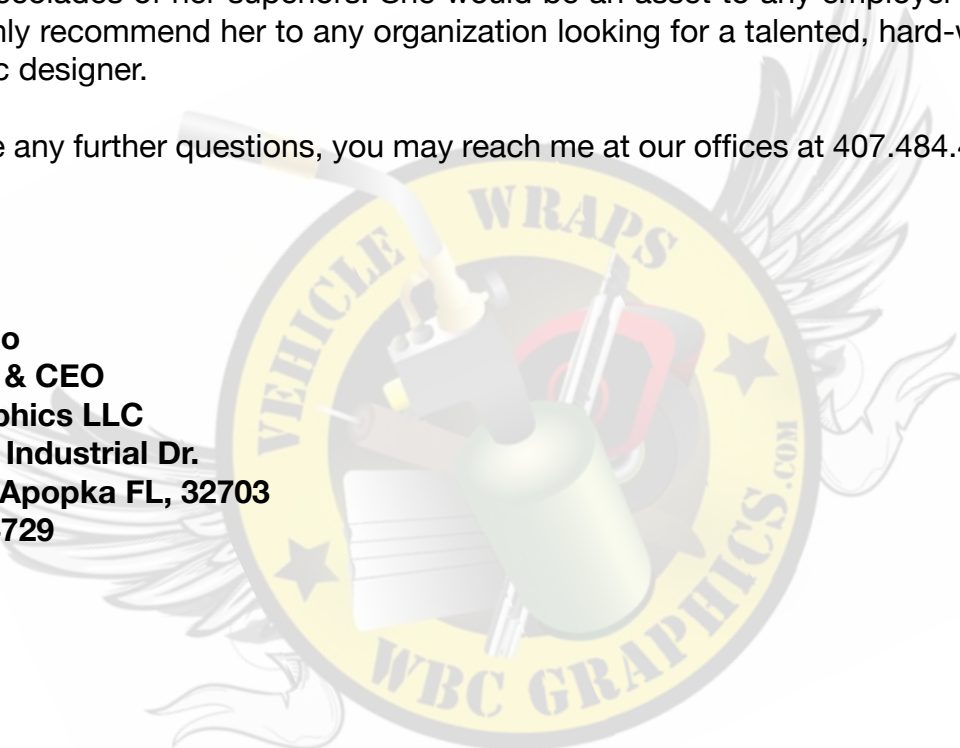 accolades of her superiors. She would be an asset to any employer
recommend her to any organization looking for a talented, hard-
designer.
any further questions, you may reach me at our offices at 407.484.
VEHICLE WRAPS
& CEO
LLC
Industrial Dr.
Apopka FL, 32703
729
WBC GRAPHICS.COM